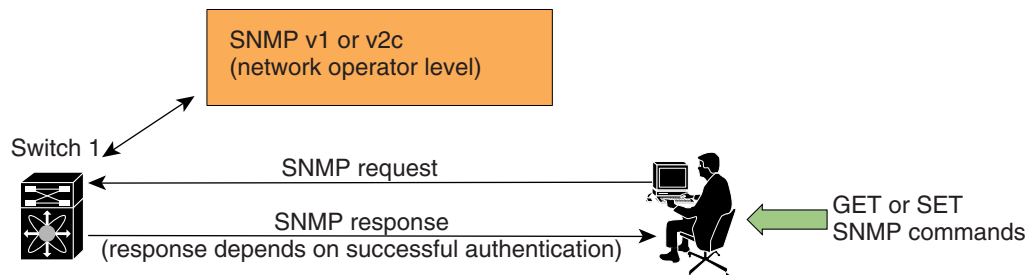 SNMP v1 or v2c
(network operator level)
Switch 1
SNMP request
SNMP response
(response depends on successful authentication)
GET or SET
SNMP commands